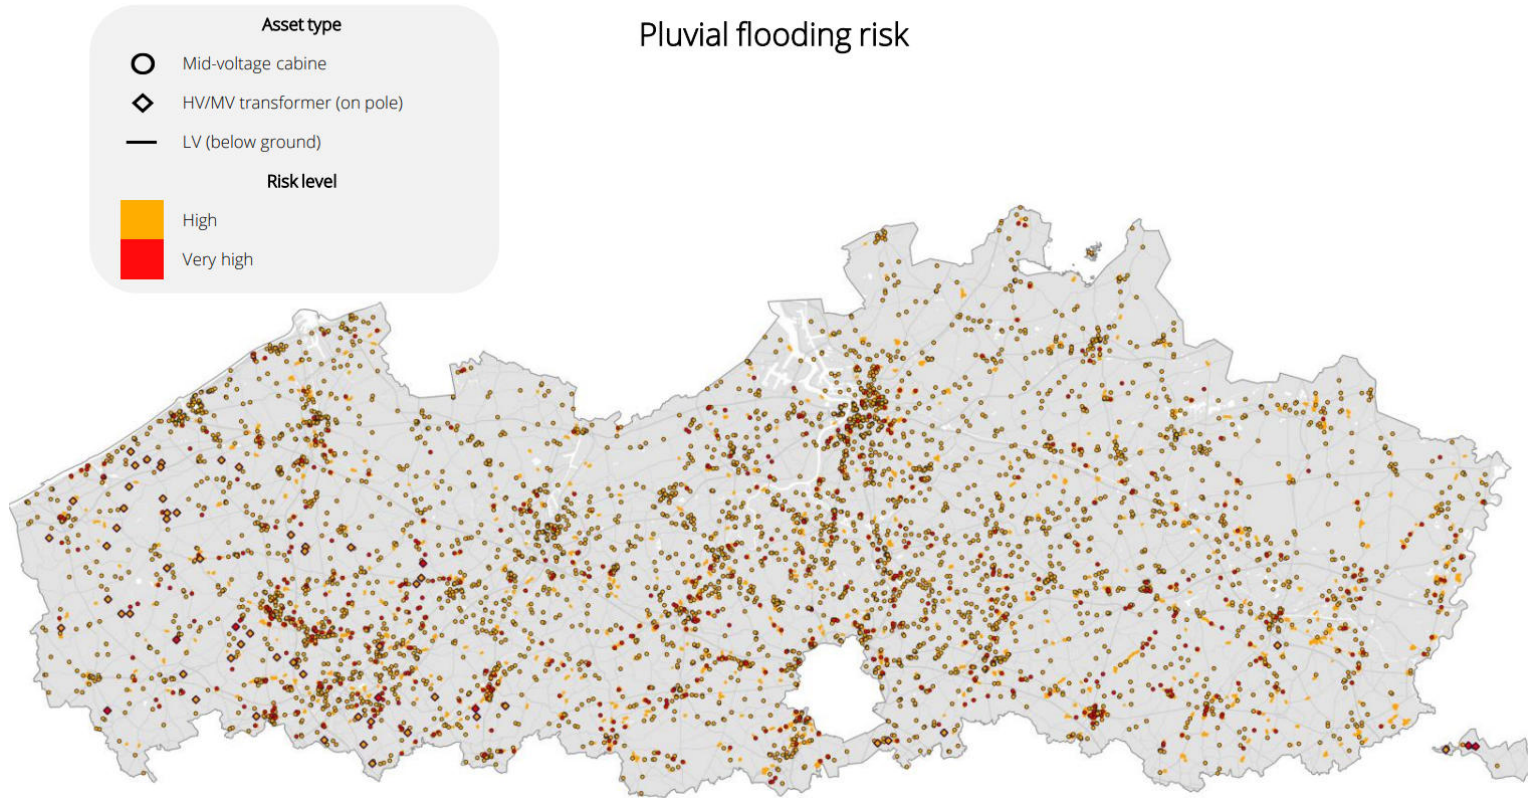 Asset type
Mid-voltage cabine
HV/MV transformer (on pole)
LV (below ground)
Risk level
High
Very high
Pluvial flooding risk